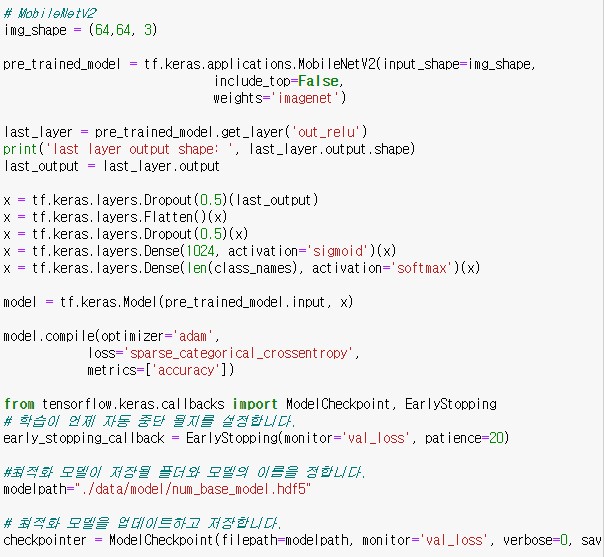 # MobileNetV2
img_shape = (64,64, 3)
pre_trained_model = tf.keras.applications.MobileNetV2(input_shape=img_shape,
include_top=False,
weights='imagenet')
last_layer = pre_trained_model.get_layer('out_relu')
print('last layer output shape: ', last_layer.output.shape)
last_output = last_layer.output
x = tf.keras.layers.Dropout(0.5)(last_output)
x = tf.keras.layers.Flatten()(x)
x = tf.keras.layers.Dropout(0.5)(x)
x = tf.keras.layers.Dense(1024, activation='sigmoid')(x)
x = tf.keras.layers.Dense(len(class_names), activation='softmax')(x)
model = tf.keras.Model(pre_trained_model.input, x)
model.compile(optimizer='adam',
loss='sparse_categorical_crossentropy',
metrics=['accuracy'])
from tensorflow.keras.callbacks import ModelCheckpoint, EarlyStopping
# 학습이 언제 자동 중단 될지를 설정합니다.
early_stopping_callback = EarlyStopping(monitor='val_loss', patience=20)
#최적화 모델이 저장될 폴더와 모델의 이름을 정합니다.
modelpath="./data/model/num_base_model.hdf5"
# 최적화 모델을 업데이트하고 저장합니다.
checkpointer = ModelCheckpoint(filepath=modelpath, monitor='val_loss', verbose=0, sav